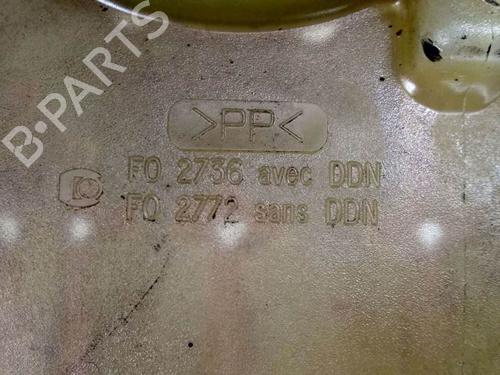 B-PARTS
>PP<
FO 2736 avec DDN
FO 2772 sans DDN